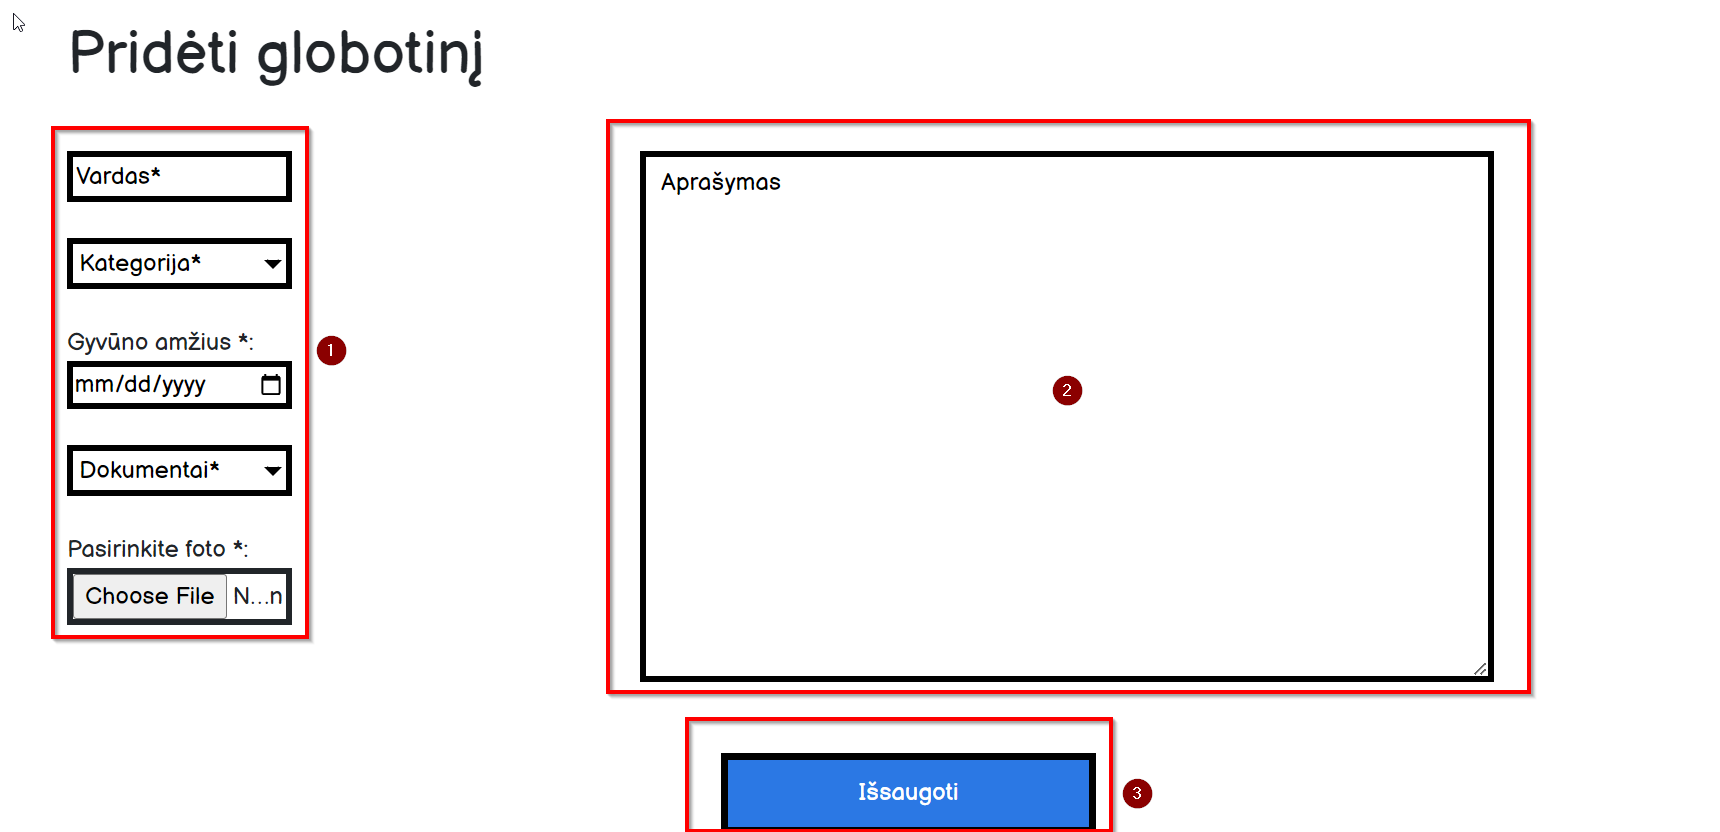 Pridėti globotinį
Vardas*
Kategorija*
Gyvūno amžius *:
mm/dd/yyyy
Dokumentai*
Pasirinkite foto *:
Choose File N...n
1
Aprašymas
2
Išsaugoti
3